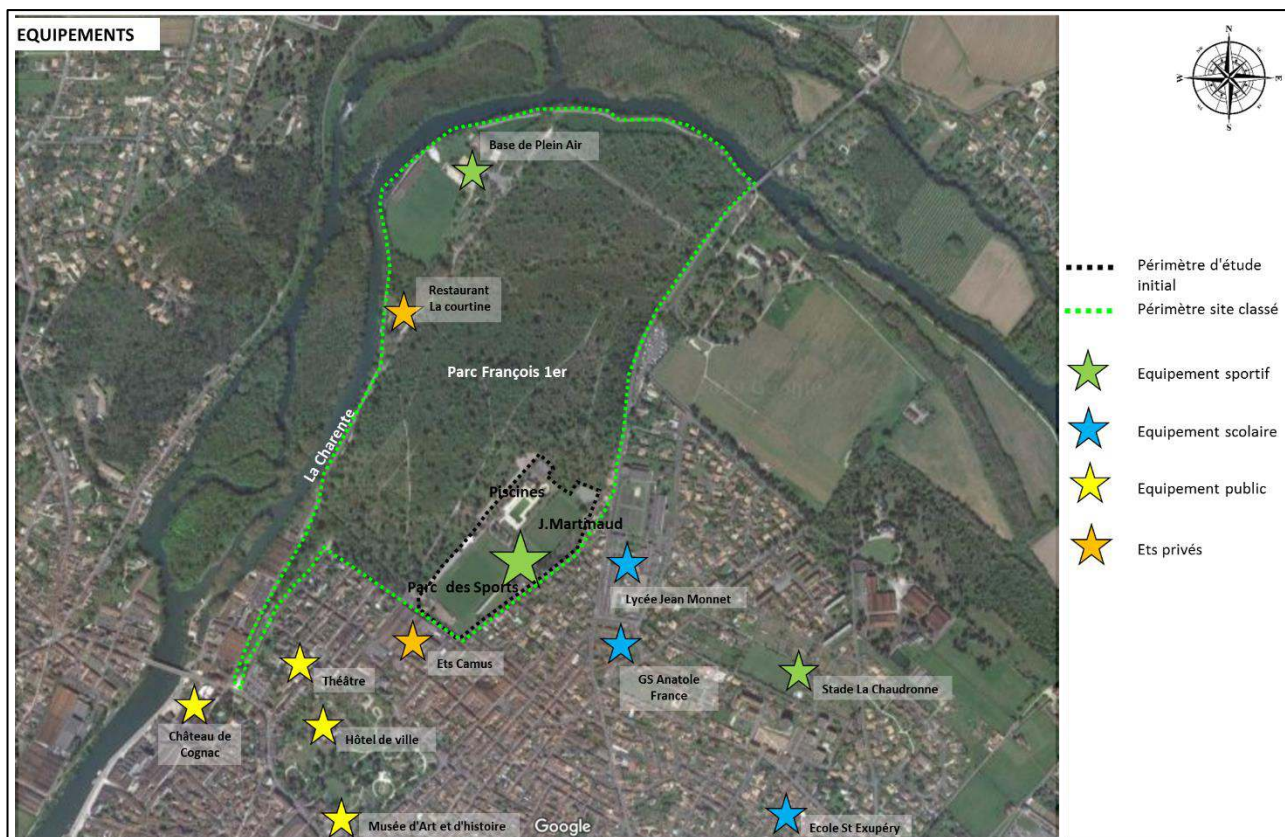 EQUIPEMENTS
N
W
E
S
Base de Plein Air
Restaurant
La courtine
Parc François 1er
La Charente
Piscines
J.Martinaud
Parc des Sports
Lycée Jean Monnet
Ets Camus
GS Anatole
France
Stade La Chaudronne
Théâtre
Château de
Cognac
Hôtel de ville
Musée d'Art et d'histoire
Google
Ecole St Exupéry
Périmètre d'étude
initial
Périmètre site classé
Equipement sportif
Equipement scolaire
Equipement public
Ets privés